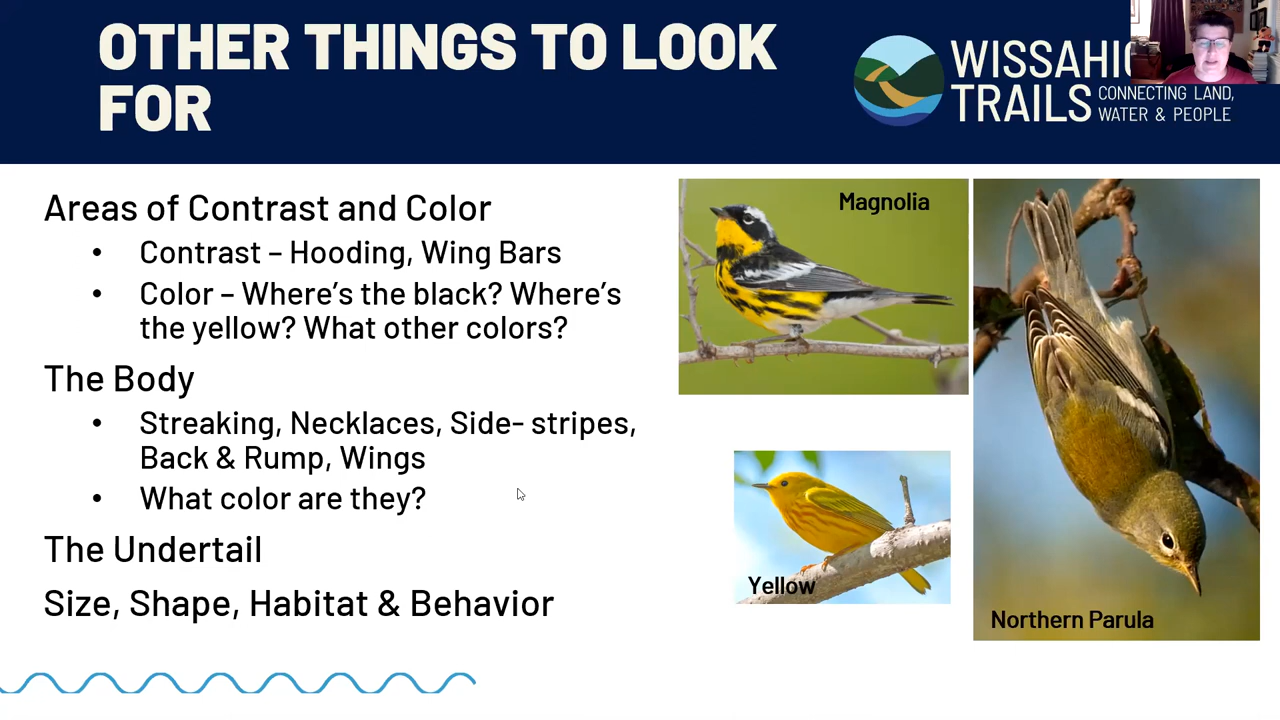 OTHER THINGS TO LOOK
FOR
WISSAHIC
TRAILS
CONNECTING LAND,
WATER & PEOPLE
Areas of Contrast and Color
• Contrast – Hooding, Wing Bars
• Color – Where's the black? Where's
the yellow? What other colors?
The Body
• Streaking, Necklaces, Side- stripes,
Back & Rump, Wings
• What color are they?
The Undertail
Size, Shape, Habitat & Behavior
Magnolia
Yellow
Northern Parula